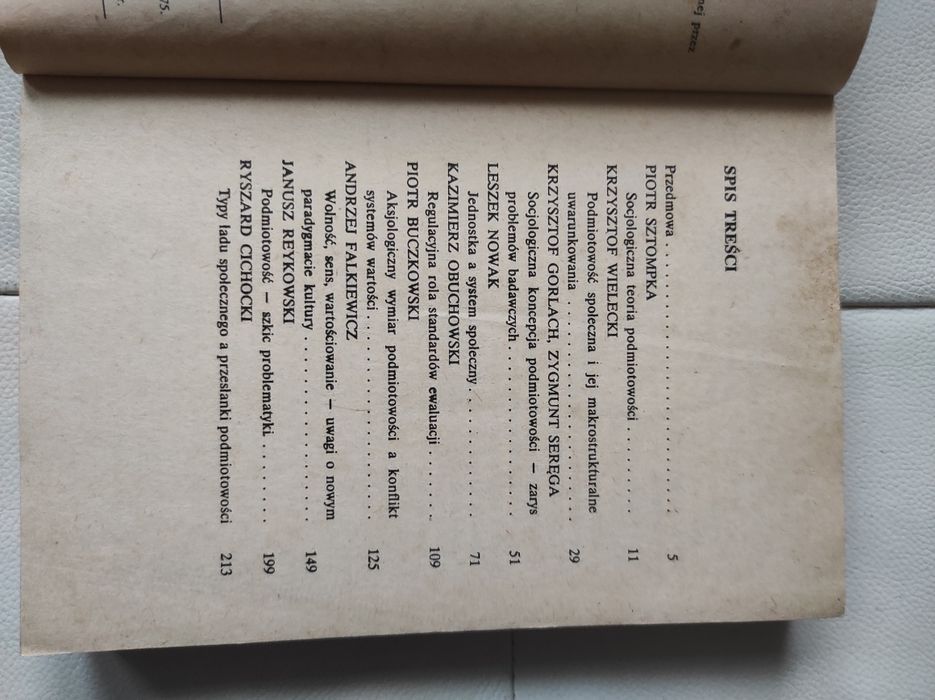 nej przez
75.
SPIS TREŚCI
Przedmowa . . . . . . . . . . . . . . . . . . . . . . 5
PIOTR SZTOMPKA
Socjologiczna teoria podmiotowości . . . . . . . . 11
KRZYSZTOF WIELECKI
Podmiotowość społeczna i jej makrostrukturalne
uwarunkowania . . . . . . . . . . . . . . . . . . 29
KRZYSZTOF GORLACH, ZYGMUNT SERĘGA
Socjologiczna koncepcja podmiotowości – zarys
problemów badawczych . . . . . . . . . . . . . . 51
LESZEK NOWAK
Jednostka a system społeczny . . . . . . . . . . . 71
KAZIMIERZ OBUCHOWSKI
Regulacyjna rola standardów ewaluacji . . . . . . 109
PIOTR BUCZKOWSKI
Aksjologiczny wymiar podmiotowości a konflikt
systemów wartości . . . . . . . . . . . . . . . . 125
ANDRZEJ FALKIEWICZ
Wolność, sens, wartościowanie – uwagi o nowym
paradygmacie kultury . . . . . . . . . . . . . . . 149
JANUSZ REYKOWSKI
Podmiotowość – szkic problematyki. . . . . . . . 199
RYSZARD CICHOCKI
Typy ładu społecznego a przesłanki podmiotowości 213